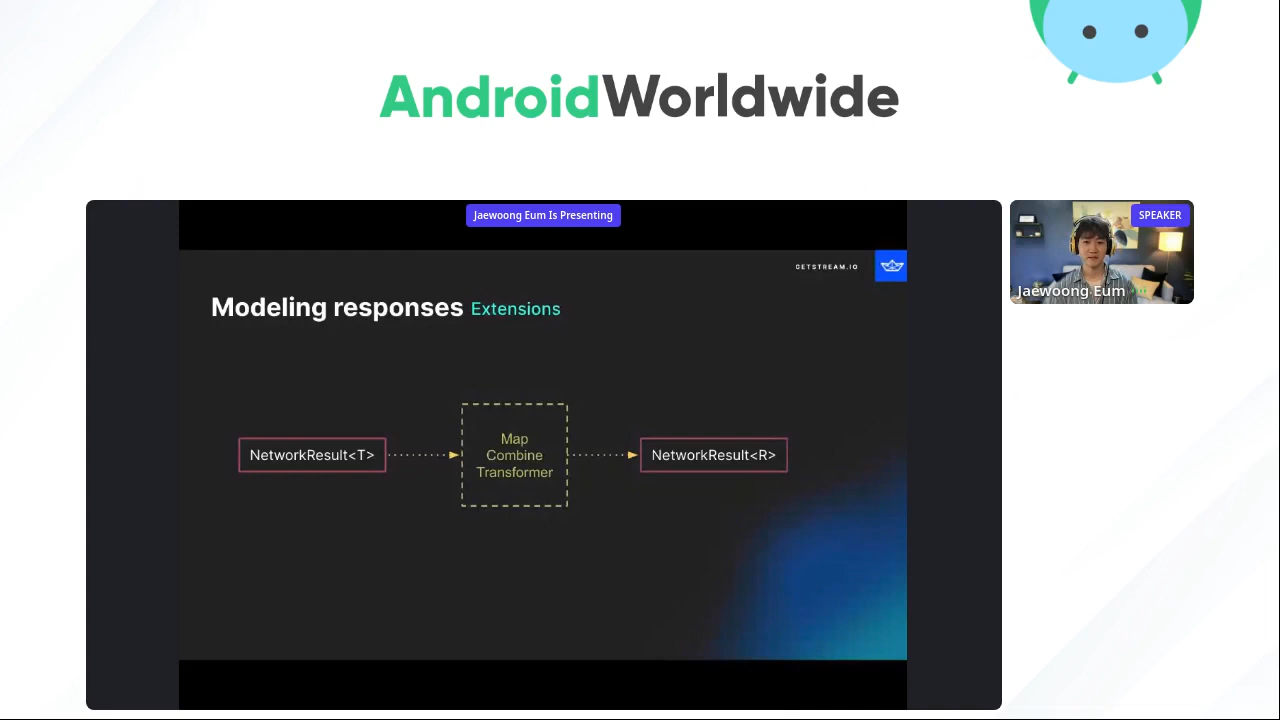 AndroidWorldwide
Jaewoong Eum Is Presenting
SPEAKER
Jaewoong Eum
GETSTREAM.IO
Modeling responses Extensions
NetworkResult<T>
Map
Combine
Transformer
NetworkResult<R>